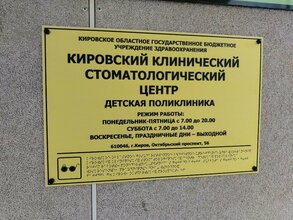 КИРОВСКОЕ ОБЛАСТНОЕ ГОСУДАРСТВЕННОЕ БЮДЖЕТНОЕ
УЧРЕЖДЕНИЕ ЗДРАВООХРАНЕНИЯ
КИРОВСКИЙ КЛИНИЧЕСКИЙ
СТОМАТОЛОГИЧЕСКИЙ
ЦЕНТР
ДЕТСКАЯ ПОЛИКЛИНИКА
РЕЖИМ РАБОТЫ:
ПОНЕДЕЛЬНИК-ПЯТНИЦА с 7.00 до 20.00
СУББОТА с 7.00 до 14.00
ВОСКРЕСЕНЬЕ, ПРАЗДНИЧНЫЕ ДНИ – ВЫХОДНОЙ
610046, г.Киров, Октябрьский проспект, 56